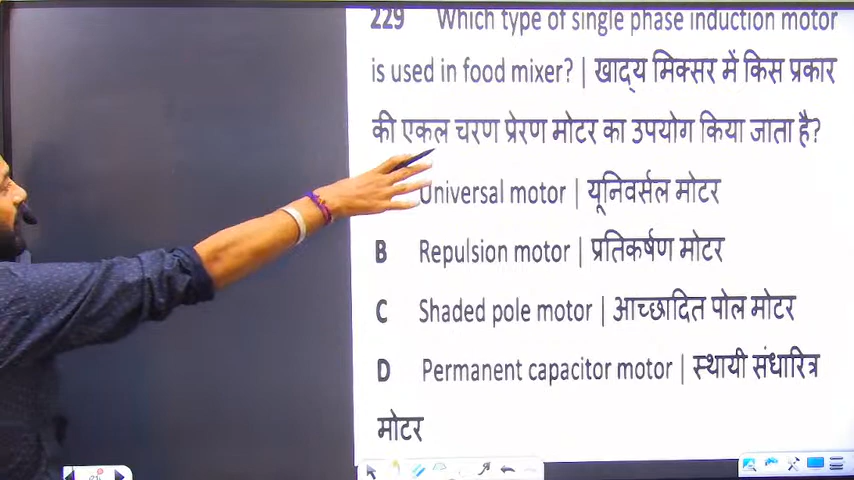 229 Which type of single phase induction motor
is used in food mixer? | खाद्य मिक्सर में किस प्रकार
की एकल चरण प्रेरण मोटर का उपयोग किया जाता है?
Universal motor | यूनिवर्सल मोटर
B Repulsion motor | प्रतिकर्षण मोटर
C Shaded pole motor | आच्छादित पोल मोटर
D Permanent capacitor motor | स्थायी संधारित्र
मोटर